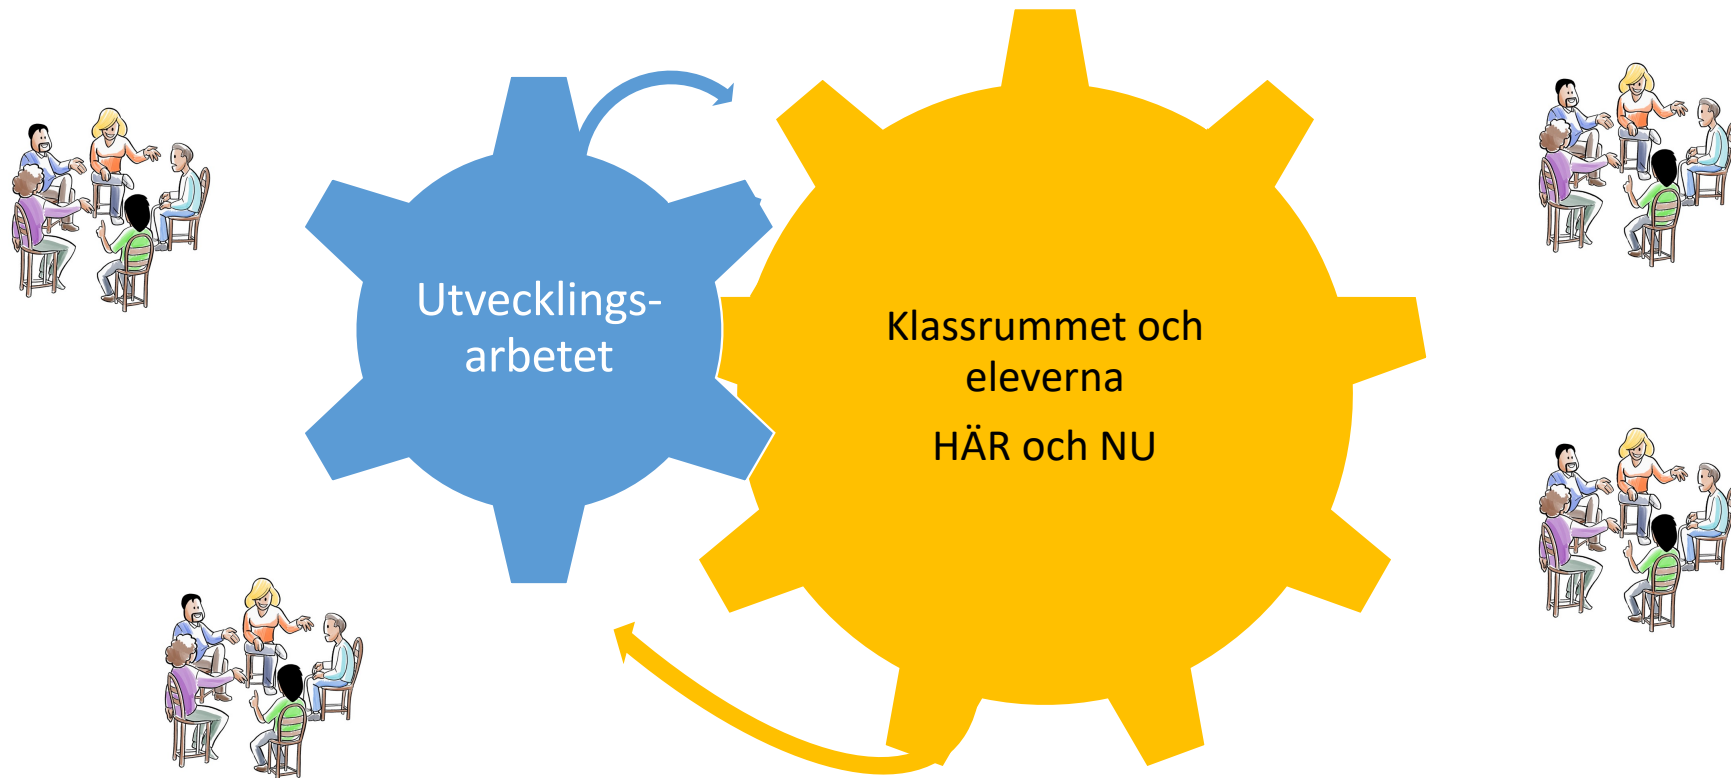 Utvecklings-
arbetet
Klassrummet och
eleverna
HÄR och NU